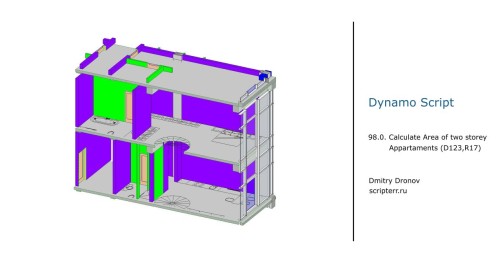 Dynamo Script
98.0. Calculate Area of two storey
Appartaments (D123,R17)
Dmitry Dronov
scripterr.ru